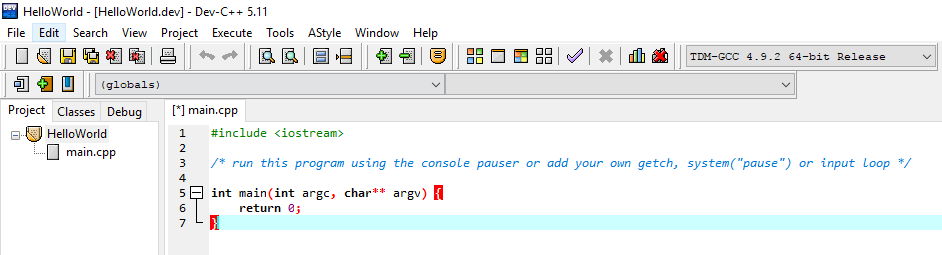 HelloWorld - [HelloWorld.dev] - Dev-C++ 5.11
File Edit Search View Project Execute Tools AStyle Window Help
TDM-GCC 4.9.2 64-bit Release
(globals)
Project Classes Debug [*] main.cpp
HelloWorld
main.cpp
1 #include <iostream>
2
3 /* run this program using the console pauser or add your own getch, system("pause") or input loop */
4
5 int main(int argc, char** argv) {
6 return 0;
7 }